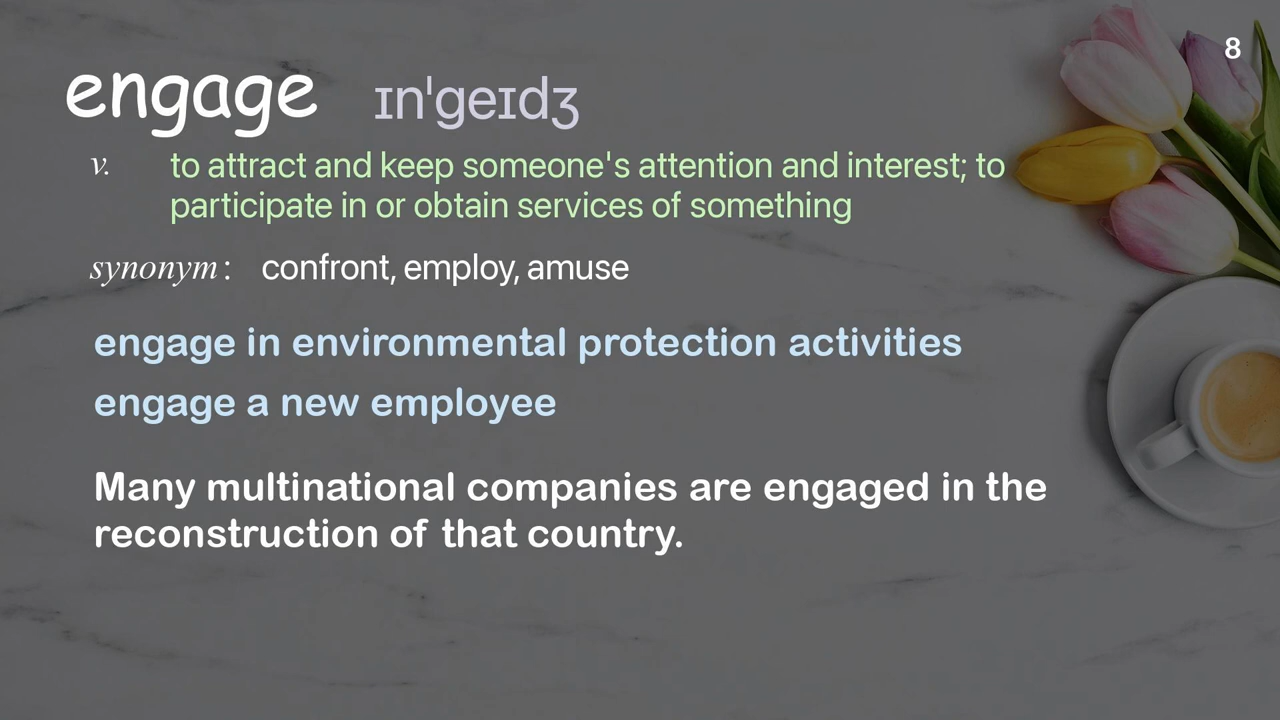 8
engage ɪnˈgeɪdʒ
v. to attract and keep someone's attention and interest; to
participate in or obtain services of something
synonym: confront, employ, amuse
engage in environmental protection activities
engage a new employee
Many multinational companies are engaged in the
reconstruction of that country.